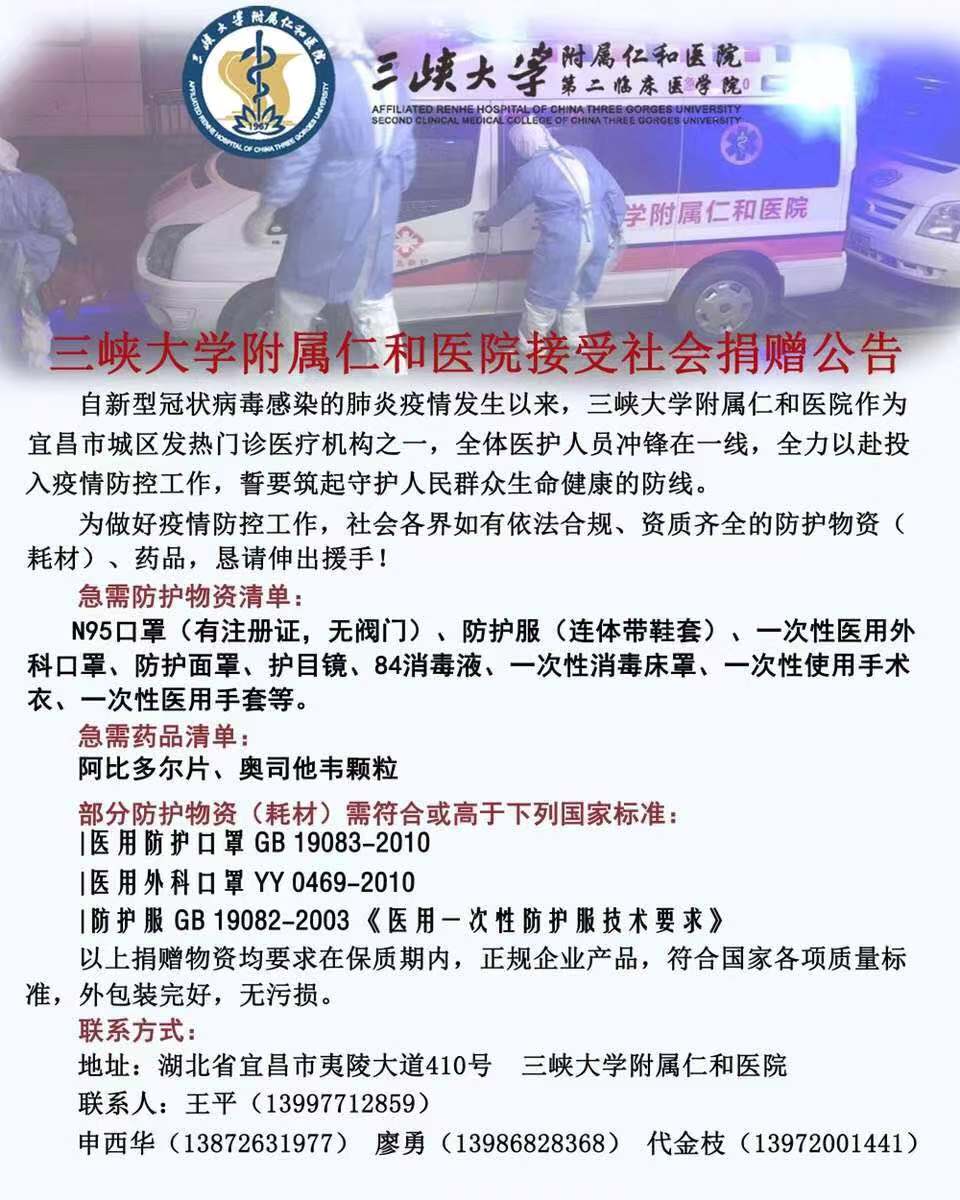 三峡大学附属仁和医院
AFFILIATED RENHE HOSPITAL OF CHINA THREE GORGES UNIVERSITY
1967
三峡大学 附属仁和医院
第二临床医学院
AFFILIATED RENHE HOSPITAL OF CHINA THREE GORGES UNIVERSITY
SECOND CLINICAL MEDICAL COLLEGE OF CHINA THREE GORGES UNIVERSITY
学附属仁和医院
三峡大学附属仁和医院接受社会捐赠公告
自新型冠状病毒感染的肺炎疫情发生以来，三峡大学附属仁和医院作为
宜昌市城区发热门诊医疗机构之一，全体医护人员冲锋在一线，全力以赴投
入疫情防控工作，誓要筑起守护人民群众生命健康的防线。
为做好疫情防控工作，社会各界如有依法合规、资质齐全的防护物资（
耗材）、药品，恳请伸出援手！
急需防护物资清单：
N95口罩（有注册证，无阀门）、防护服（连体带鞋套）、一次性医用外
科口罩、防护面罩、护目镜、84消毒液、一次性消毒床罩、一次性使用手术
衣、一次性医用手套等。
急需药品清单：
阿比多尔片、奥司他韦颗粒
部分防护物资（耗材）需符合或高于下列国家标准：
|医用防护口罩 GB 19083-2010
|医用外科口罩 YY 0469-2010
|防护服 GB 19082-2003《医用一次性防护服技术要求》
以上捐赠物资均要求在保质期内，正规企业产品，符合国家各项质量标
准，外包装完好，无污损。
联系方式：
地址：湖北省宜昌市夷陵大道410号 三峡大学附属仁和医院
联系人：王平（13997712859）
申西华（13872631977） 廖勇（13986828368） 代金枝（13972001441）